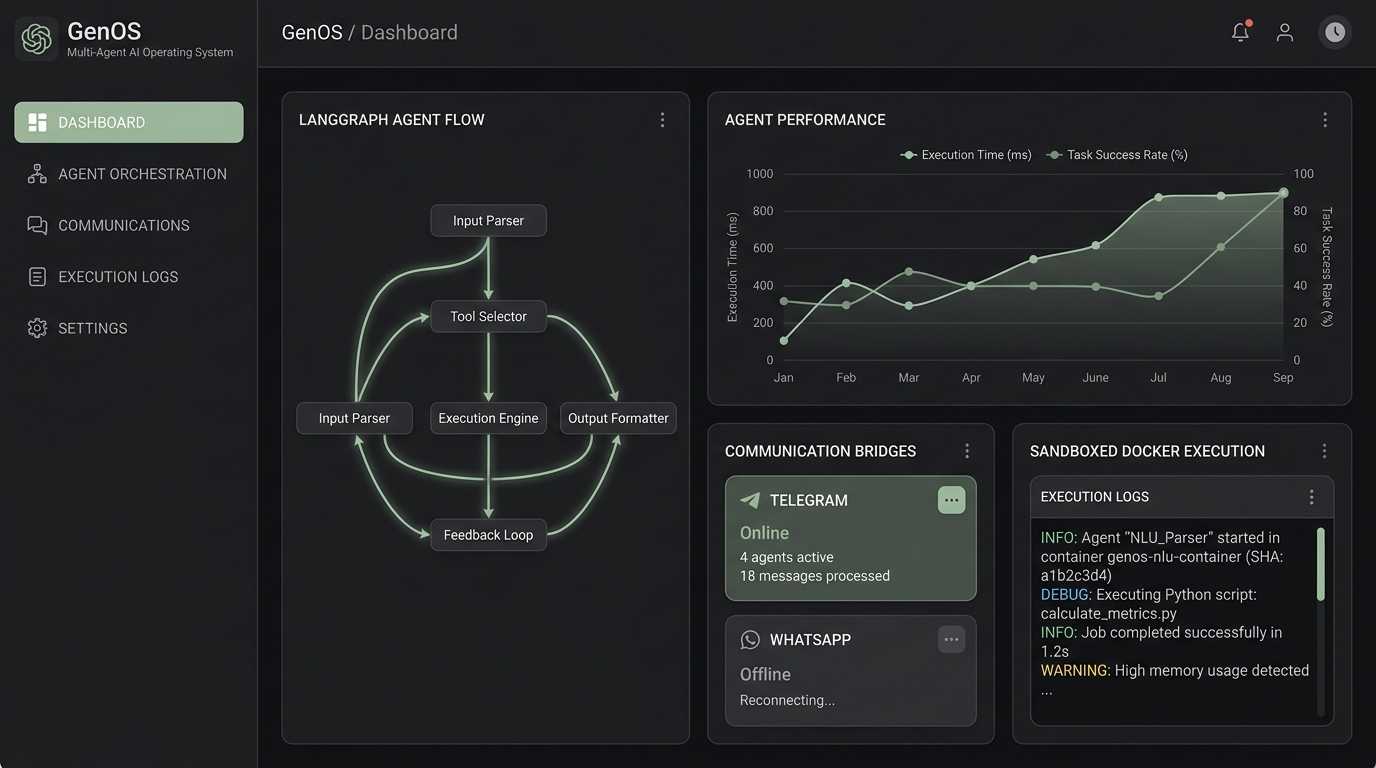 GenOS
Multi-Agent AI Operating System
DASHBOARD
AGENT ORCHESTRATION
COMMUNICATIONS
EXECUTION LOGS
SETTINGS
GenOS / Dashboard
LANGGRAPH AGENT FLOW
Input Parser
Tool Selector
Input Parser
Execution Engine
Output Formatter
Feedback Loop
AGENT PERFORMANCE
Execution Time (ms)
Task Success Rate (%)
1000
800
600
400
200
0
Execution Time (ms)
100
80
60
40
20
0
Task Success Rate (%)
Jan
Feb
Mar
Apr
May
June
Jul
Aug
Sep
COMMUNICATION BRIDGES
TELEGRAM
Online
4 agents active
18 messages processed
WHATSAPP
Offline
Reconnecting...
SANDBOXED DOCKER EXECUTION
EXECUTION LOGS
INFO: Agent "NLU_Parser" started in
container genos-nlu-container (SHA:
a1b2c3d4)
DEBUG: Executing Python script:
calculate_metrics.py
INFO: Job completed successfully in
1.2s
WARNING: High memory usage detected
...